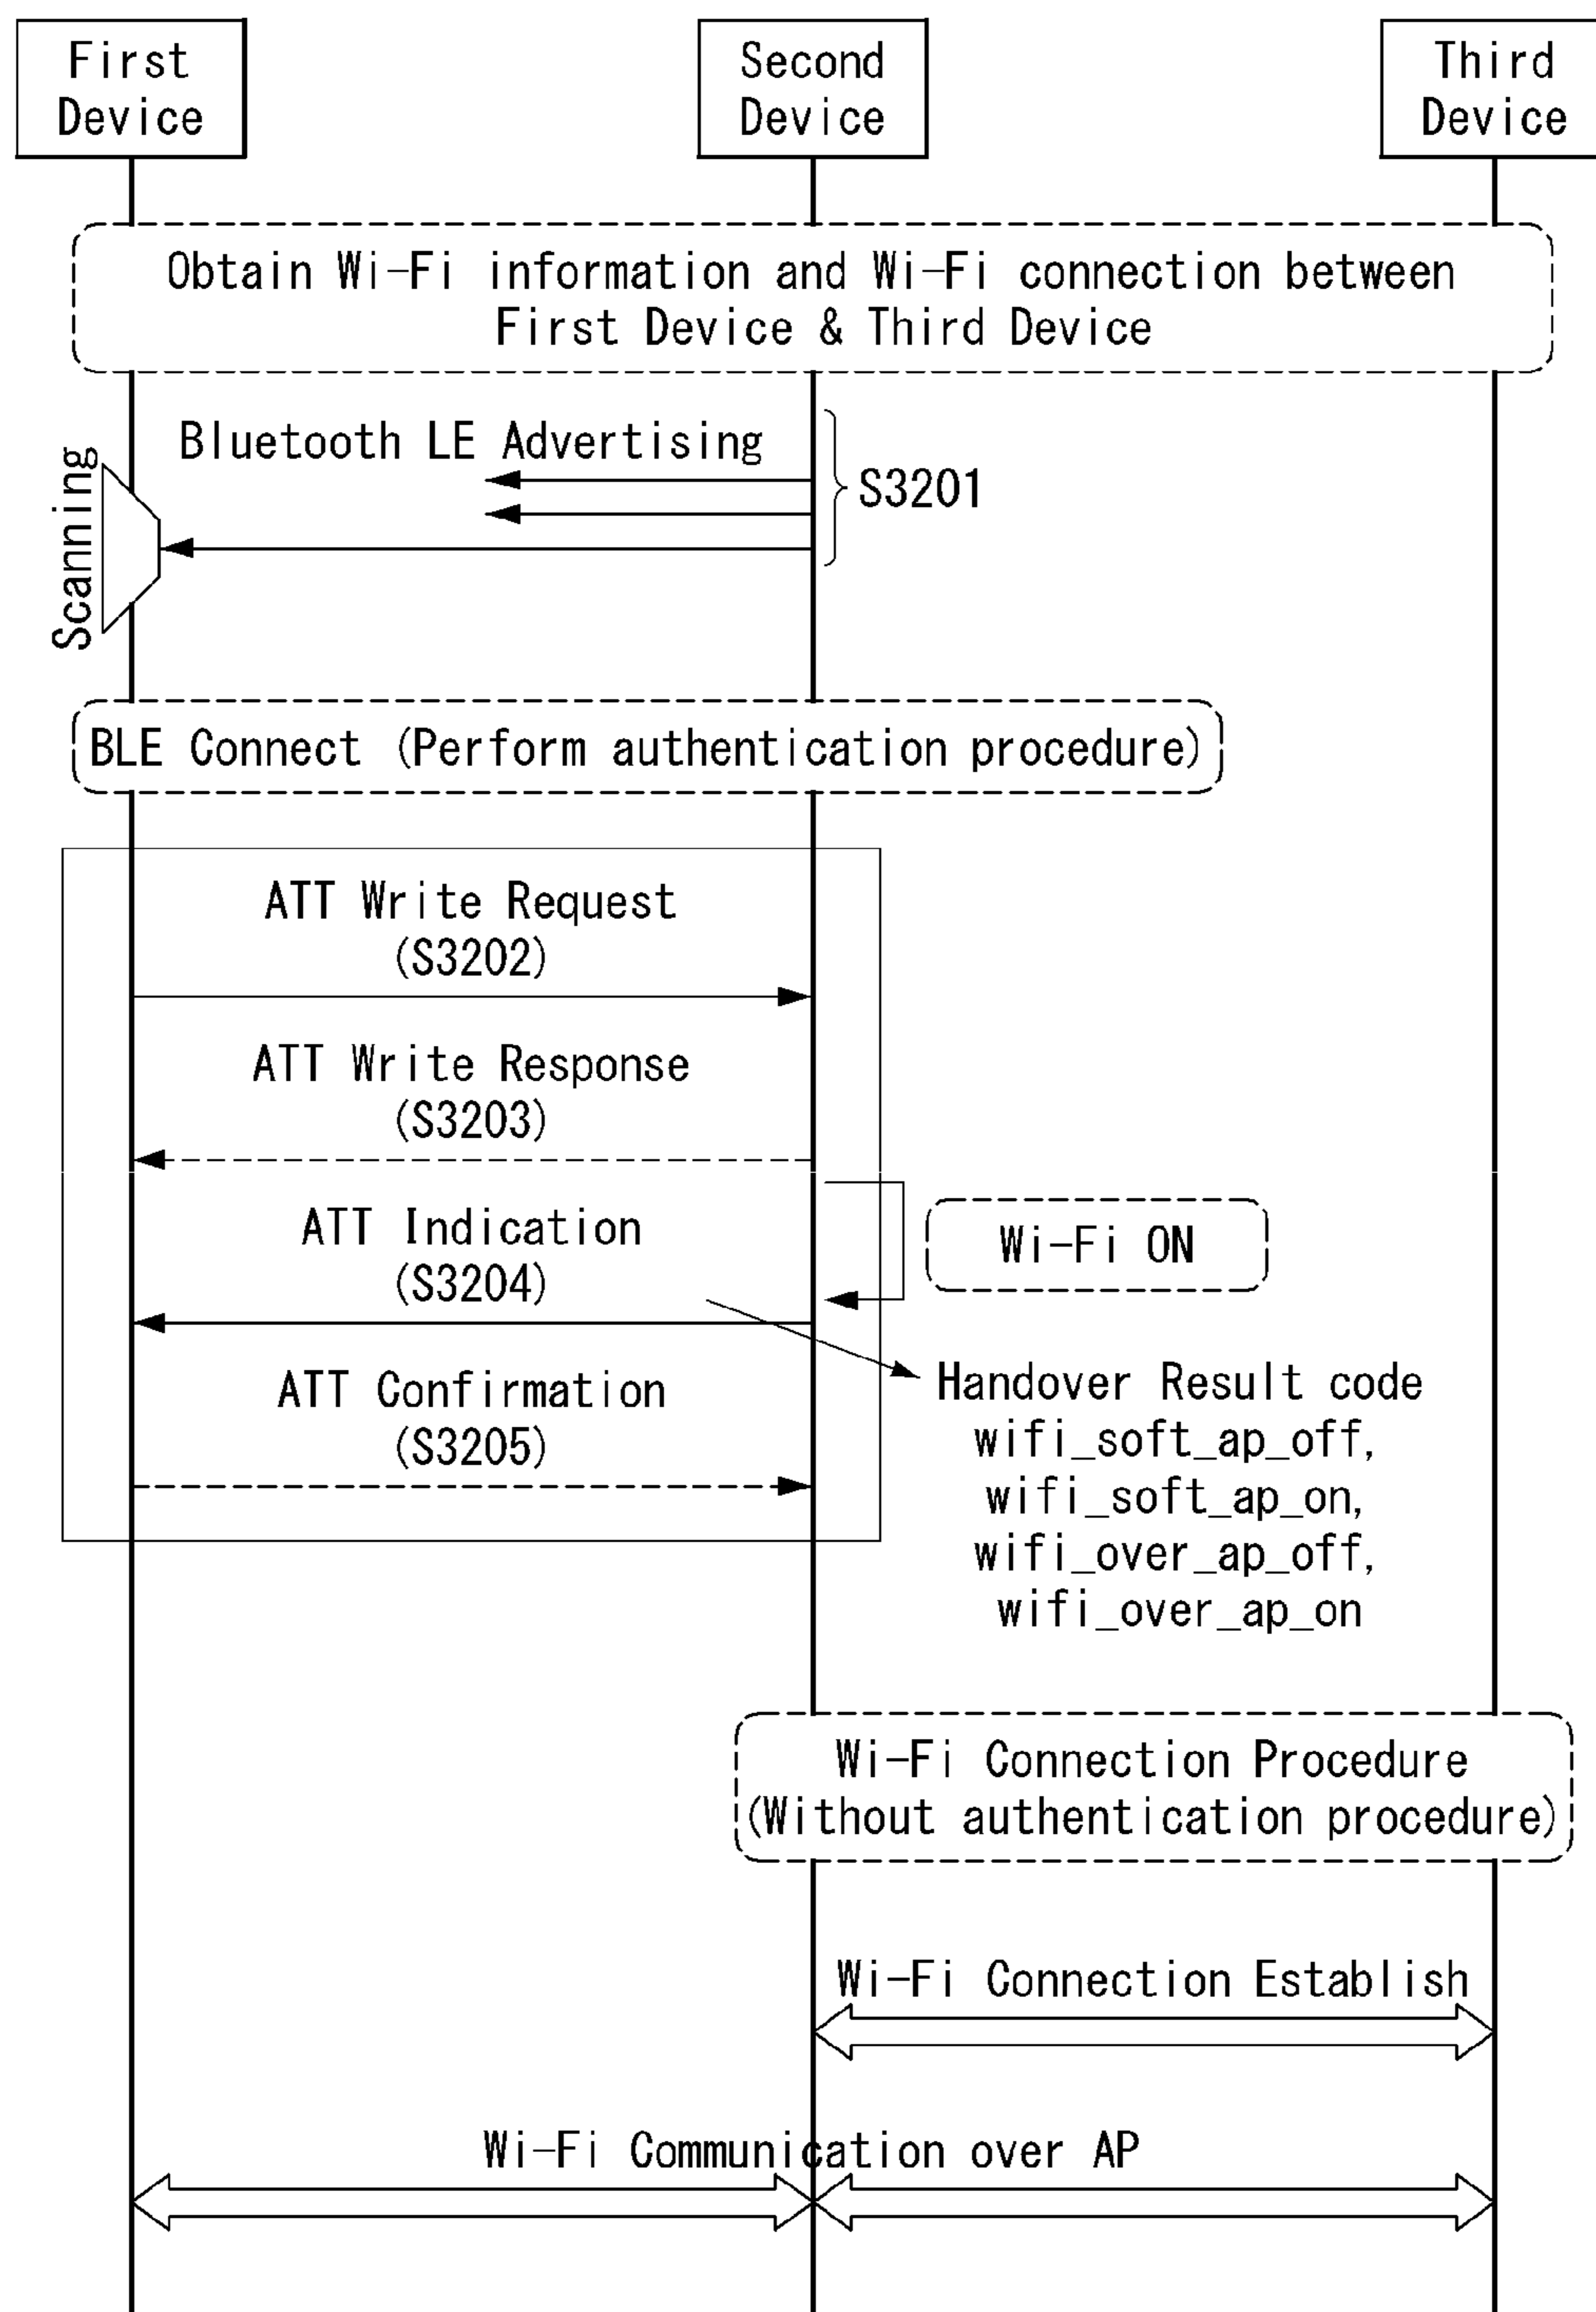 First
Device
Second
Device
Third
Device
Obtain Wi-Fi information and Wi-Fi connection between
First Device & Third Device
Bluetooth LE Advertising
S3201
Scanning
BLE Connect (Perform authentication procedure)
ATT Write Request
(S3202)
ATT Write Response
(S3203)
ATT Indication
(S3204)
Wi-Fi ON
ATT Confirmation
(S3205)
Handover Result code
wifi_soft_ap_off,
wifi_soft_ap_on,
wifi_over_ap_off,
wifi_over_ap_on
Wi-Fi Connection Procedure
(Without authentication procedure)
Wi-Fi Connection Establish
Wi-Fi Communication over AP